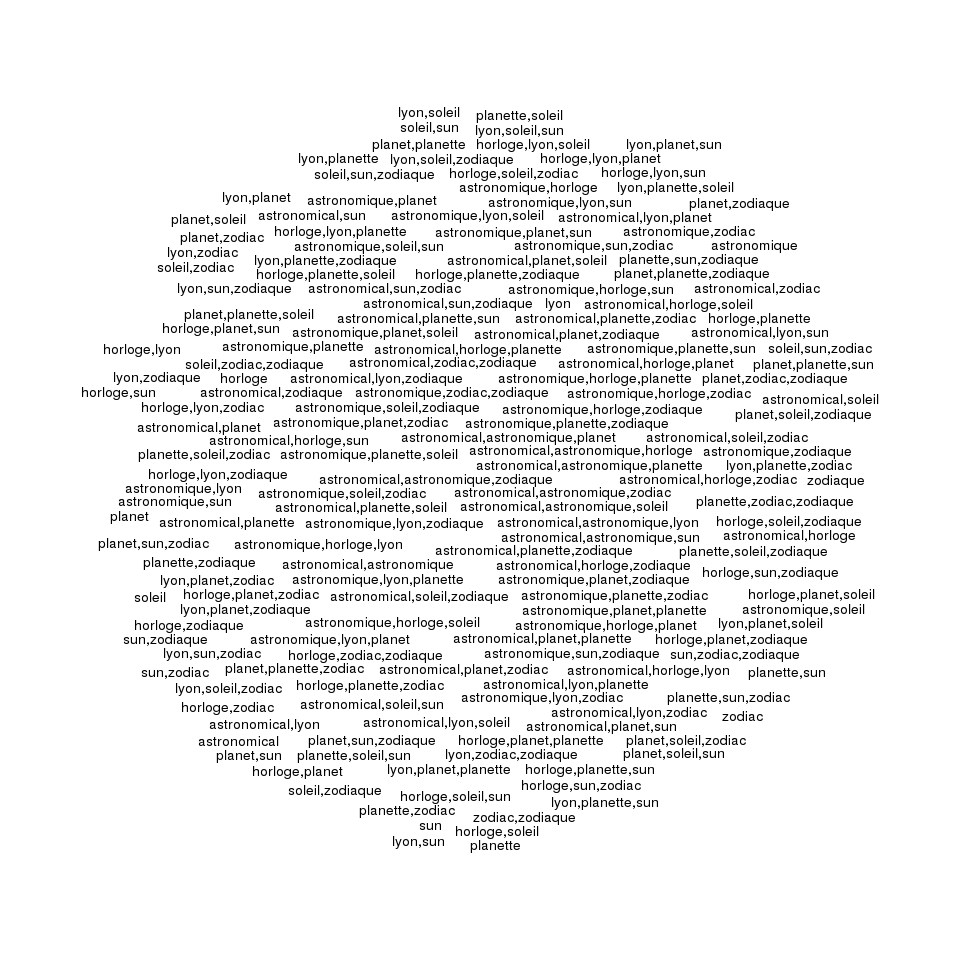 lyon,soleil planette,soleil
soleil,sun lyon,soleil,sun
planet,planette horloge,lyon,soleil lyon,planet,sun
lyon,planette lyon,soleil,zodiaque horloge,lyon,planet
soleil,sun,zodiaque horloge,soleil,zodiac horloge,lyon,sun
astronomique,horloge lyon,planette,soleil
lyon,planet astronomique,planet astronomique,lyon,sun planet,zodiaque
planet,soleil astronomical,sun astronomique,lyon,soleil astronomical,lyon,planet
planet,zodiac horloge,lyon,planette astronomique,planet,sun astronomique,zodiac
lyon,zodiac astronomique,soleil,sun astronomique,sun,zodiac astronomique
soleil,zodiac lyon,planette,zodiaque astronomical,planet,soleil planette,sun,zodiaque
horloge,planette,soleil horloge,planette,zodiaque planet,planette,zodiaque
lyon,sun,zodiaque astronomical,sun,zodiac astronomique,horloge,sun astronomical,zodiac
astronomical,sun,zodiaque lyon astronomical,horloge,soleil
planet,planette,soleil astronomical,planette,sun astronomical,planette,zodiac horloge,planette
horloge,planet,sun astronomique,planet,soleil astronomical,planet,zodiaque astronomical,lyon,sun
horloge,lyon astronomique,planette astronomical,horloge,planette astronomique,planette,sun soleil,sun,zodiac
soleil,zodiac,zodiaque astronomical,zodiac,zodiaque astronomical,horloge,planet planet,planette,sun
lyon,zodiaque horloge astronomical,lyon,zodiaque astronomique,horloge,planette planet,zodiac,zodiaque
horloge,sun astronomical,zodiaque astronomique,zodiac,zodiaque astronomique,horloge,zodiac astronomical,soleil
horloge,lyon,zodiac astronomique,soleil,zodiaque astronomique,horloge,zodiaque planet,soleil,zodiaque
astronomical,planet astronomique,planet,zodiac astronomique,planette,zodiaque
astronomical,horloge,sun astronomical,astronomique,planet astronomical,soleil,zodiac
planette,soleil,zodiac astronomique,planette,soleil astronomical,astronomique,horloge astronomique,zodiaque
astronomical,astronomique,planette lyon,planette,zodiac
horloge,lyon,zodiaque astronomical,astronomique,zodiaque astronomical,horloge,zodiac zodiaque
astronomique,lyon astronomique,soleil,zodiac astronomical,astronomique,zodiac
astronomique,sun astronomical,planette,soleil astronomical,astronomique,soleil planette,zodiac,zodiaque
planet astronomical,planette astronomique,lyon,zodiaque astronomical,astronomique,lyon horloge,soleil,zodiaque
astronomical,astronomique,sun astronomical,horloge
planet,sun,zodiac astronomique,horloge,lyon astronomical,planette,zodiaque planette,soleil,zodiaque
planette,zodiaque astronomical,astronomique astronomical,horloge,zodiaque horloge,sun,zodiaque
lyon,planet,zodiac astronomique,lyon,planette astronomique,planet,zodiaque
soleil horloge,planet,zodiac astronomical,soleil,zodiaque astronomique,planette,zodiac horloge,planet,soleil
lyon,planet,zodiaque astronomique,planet,planette astronomique,soleil
horloge,zodiaque astronomique,horloge,soleil astronomique,horloge,planet lyon,planet,soleil
sun,zodiaque astronomique,lyon,planet astronomical,planet,planette horloge,planet,zodiaque
lyon,sun,zodiac horloge,zodiac,zodiaque astronomique,sun,zodiaque sun,zodiac,zodiaque
sun,zodiac planet,planette,zodiac astronomical,planet,zodiac astronomical,horloge,lyon planette,sun
lyon,soleil,zodiac horloge,planette,zodiac astronomical,lyon,planette
horloge,zodiac astronomical,soleil,sun astronomique,lyon,zodiac planette,sun,zodiac
astronomical,lyon astronomical,lyon,soleil astronomical,lyon,zodiac zodiac
astronomical,planet,sun
astronomical planet,sun,zodiaque horloge,planet,planette planet,soleil,zodiac
planet,sun planette,soleil,sun lyon,zodiac,zodiaque planet,soleil,sun
horloge,planet lyon,planet,planette horloge,planette,sun
soleil,zodiaque horloge,soleil,sun horloge,sun,zodiac
planette,zodiac lyon,planette,sun
sun zodiac,zodiaque
lyon,sun horloge,soleil
planette